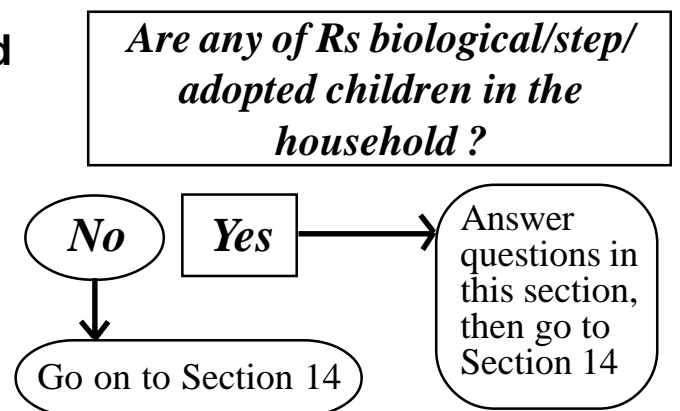 Are any of Rs biological/step/
adopted children in the
household ?
No
Yes
Answer
questions in
this section,
then go to
Section 14
Go on to Section 14